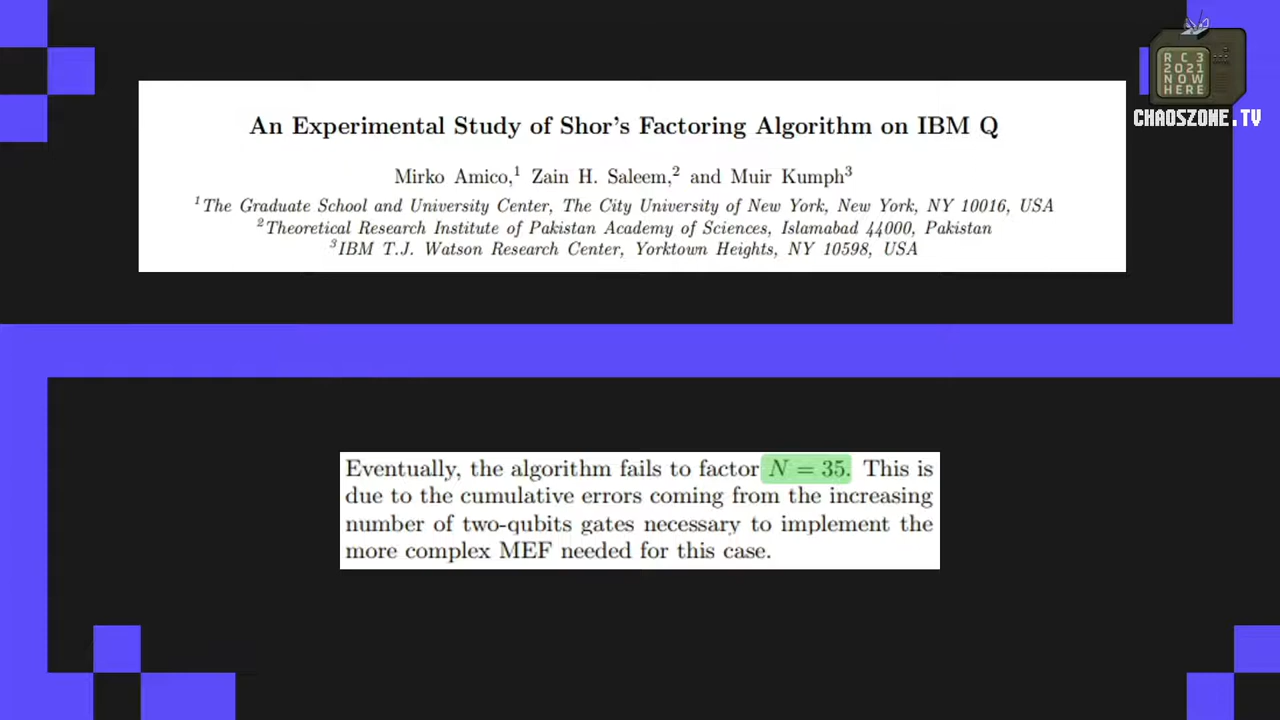 RC3
2021
NOW
HERE
CHAOSZONE.TV
An Experimental Study of Shor's Factoring Algorithm on IBM Q
Mirko Amico,1 Zain H. Saleem,2 and Muir Kumph3
1The Graduate School and University Center, The City University of New York, New York, NY 10016, USA
2Theoretical Research Institute of Pakistan Academy of Sciences, Islamabad 44000, Pakistan
3IBM T.J. Watson Research Center, Yorktown Heights, NY 10598, USA
Eventually, the algorithm fails to factor N = 35. This is
due to the cumulative errors coming from the increasing
number of two-qubits gates necessary to implement the
more complex MEF needed for this case.